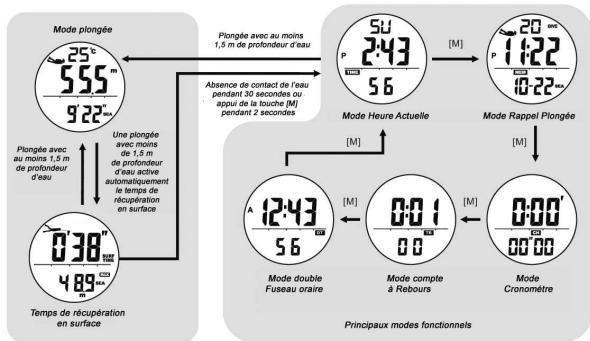 Mode plongée
25°c
55.5 m
9'22" SEA
Plongée avec
au moins 1,5 m
de profondeur
d'eau
Une plongée
avec moins
de 1,5 m
de profondeur
d'eau active
automatiquement
le temps de
récupération
en surface
0'38" SURF
TIME
MAX
48.9 SEA
m
Temps de récupération
en surface
Plongée avec au moins
1,5 m de profondeur d'eau
Absence de contact de l'eau
pendant 30 secondes ou
appui de la touche [M]
pendant 2 secondes
SU
P 2:43
TIME
56
Mode Heure Actuelle
[M]
20 DIVE
P 11:22
MEM
10-22 SEA
Mode Rappel Plongée
[M]
[M]
A 12:43
DT
56
Mode double
Fuseau oraire
[M]
0:01
TR
00
Mode compte
à Rebours
[M]
0:00'
CH
00"00
Mode
Cronomètre
Principaux modes fonctionnels